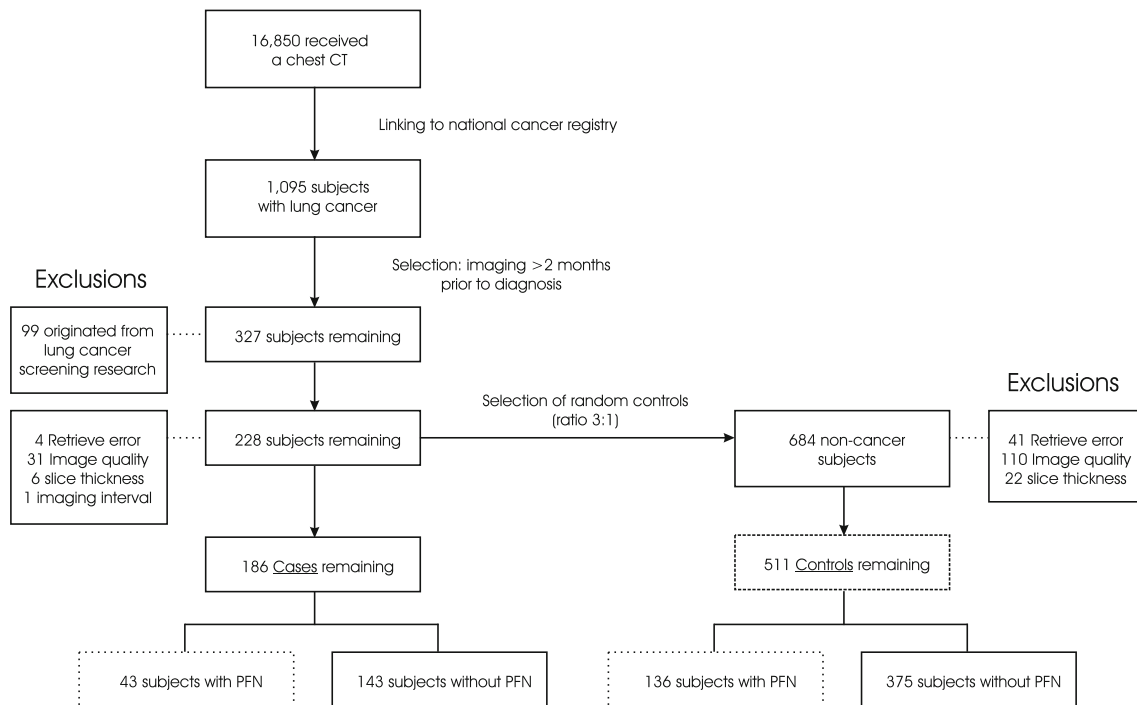 16,850 received
a chest CT
Linking to national cancer registry
1,095 subjects
with lung cancer
Selection: imaging >2 months
prior to diagnosis
Exclusions
99 originated from
lung cancer
screening research
327 subjects remaining
4 Retrieve error
31 Image quality
6 slice thickness
1 imaging interval
228 subjects remaining
Selection of random controls
(ratio 3:1)
684 non-cancer
subjects
Exclusions
41 Retrieve error
110 Image quality
22 slice thickness
186 Cases remaining
511 Controls remaining
43 subjects with PFN
143 subjects without PFN
136 subjects with PFN
375 subjects without PFN